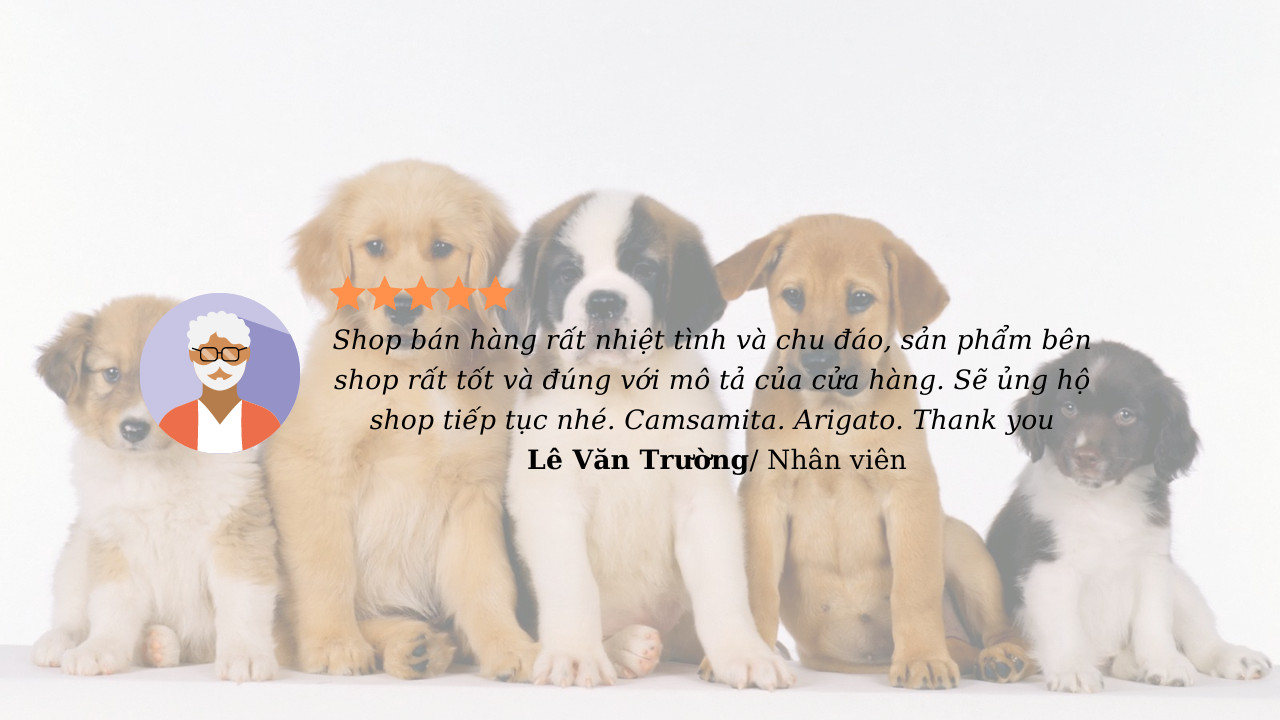 Shop bán hàng rất nhiệt tình và chu đáo, sản phẩm bên
shop rất tốt và đúng với mô tả của cửa hàng. Sẽ ủng hộ
shop tiếp tục nhé. Camsamita. Arigato. Thank you
Lê Văn Trường/ Nhân viên